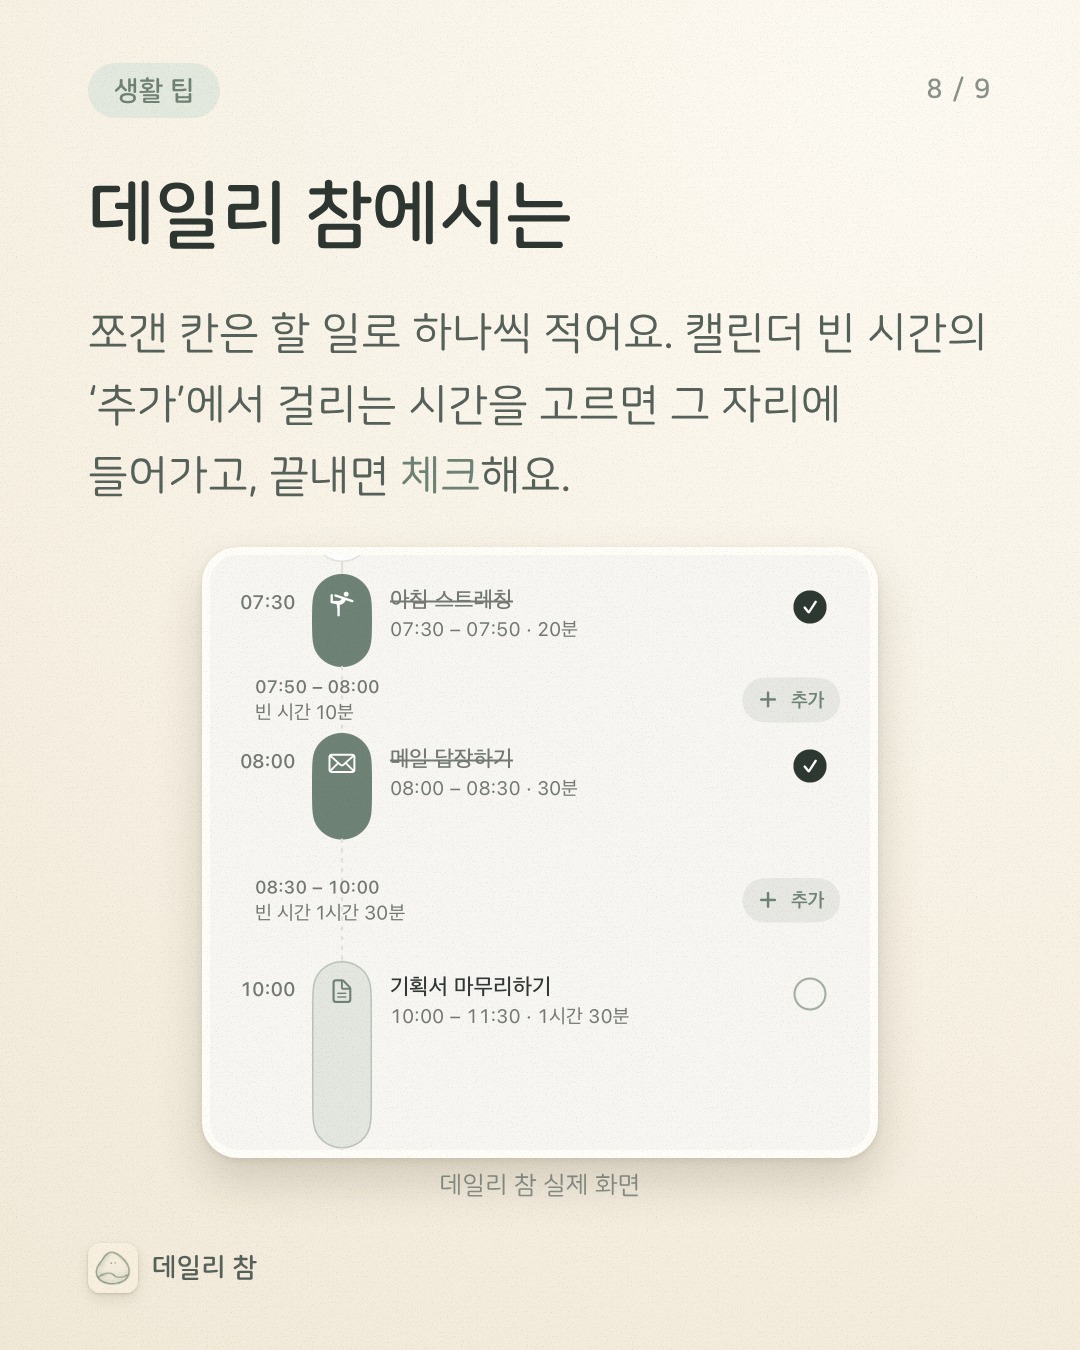 생활 팁
8 / 9
데일리 참에서는
쪼갠 칸은 할 일로 하나씩 적어요. 캘린더 빈 시간의
‘추가’에서 걸리는 시간을 고르면 그 자리에
들어가고, 끝내면 체크해요.
07:30
아침 스트레칭
07:30 – 07:50 · 20분
07:50 – 08:00
빈 시간 10분
+ 추가
08:00
메일 답장하기
08:00 – 08:30 · 30분
08:30 – 10:00
빈 시간 1시간 30분
+ 추가
10:00
기획서 마무리하기
10:00 – 11:30 · 1시간 30분
데일리 참 실제 화면
데일리 참